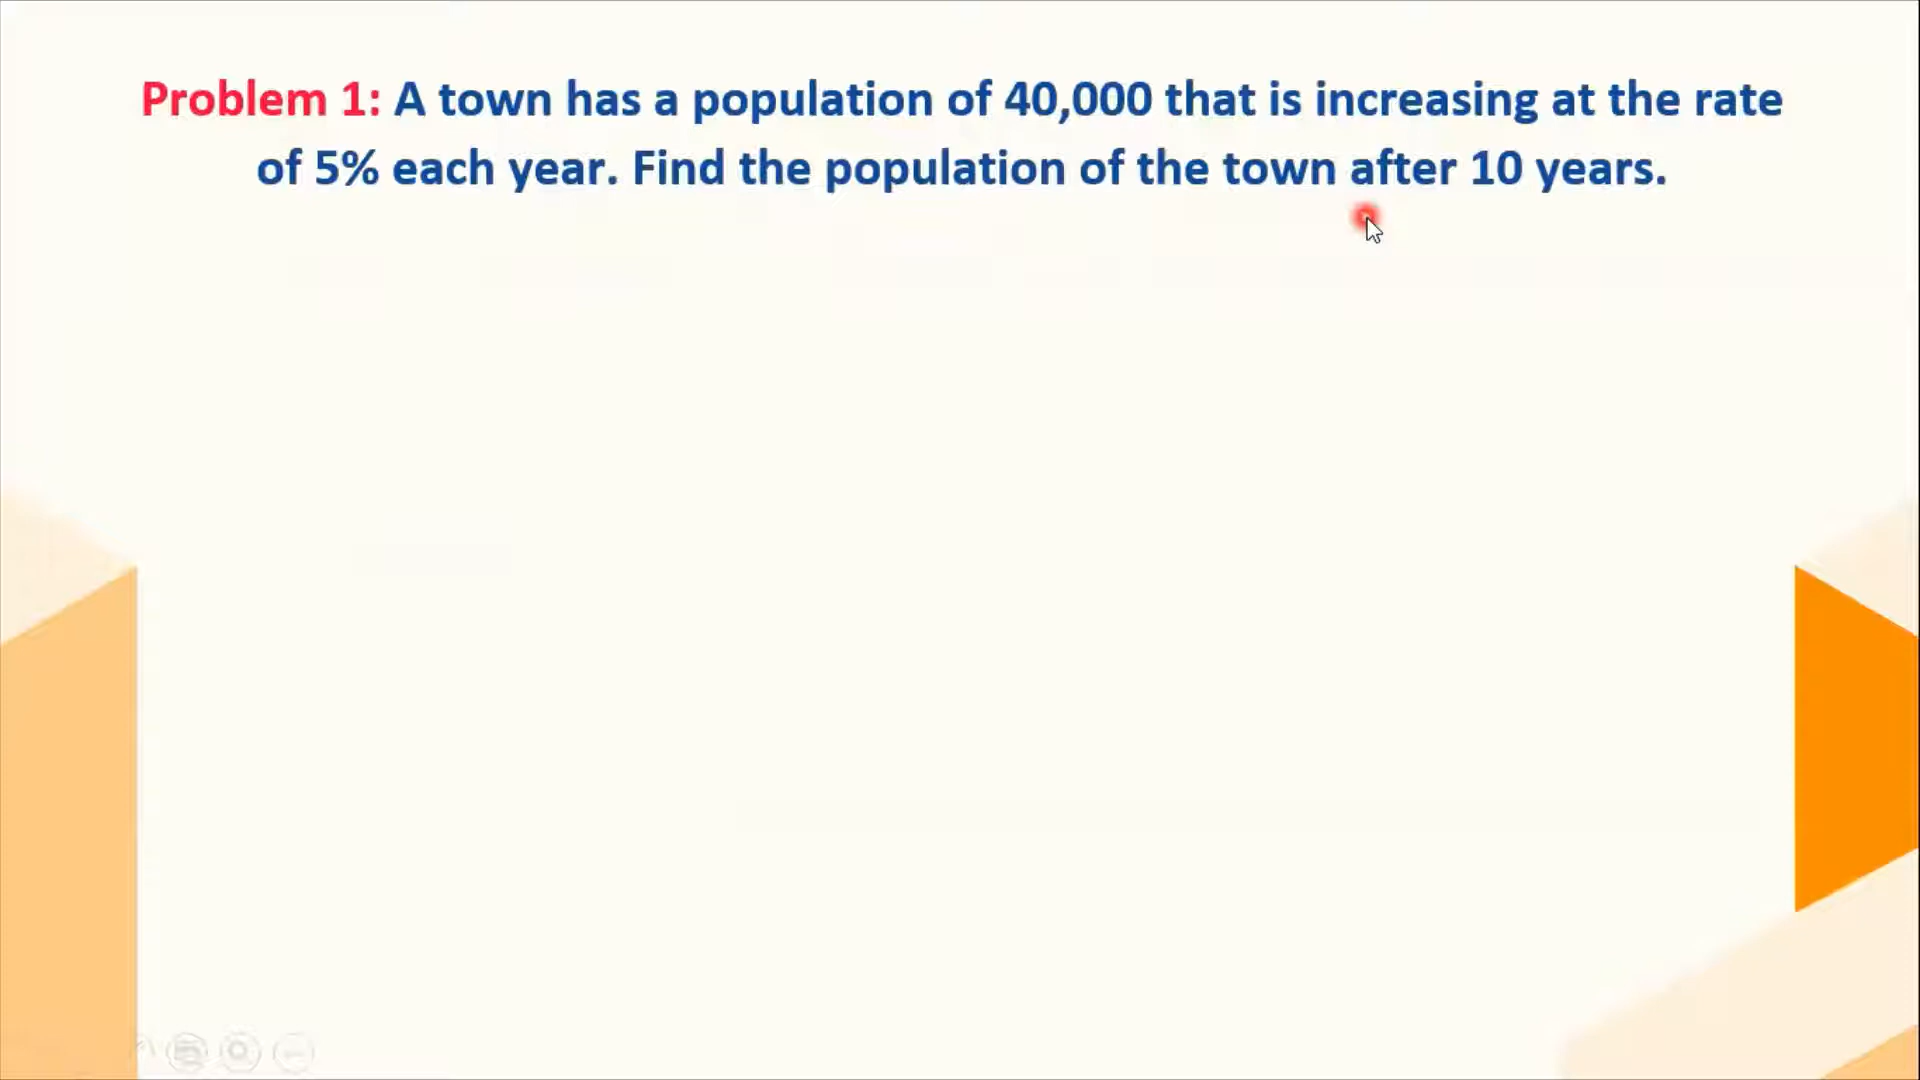 Problem 1: A town has a population of 40,000 that is increasing at the rate
of 5% each year. Find the population of the town after 10 years.